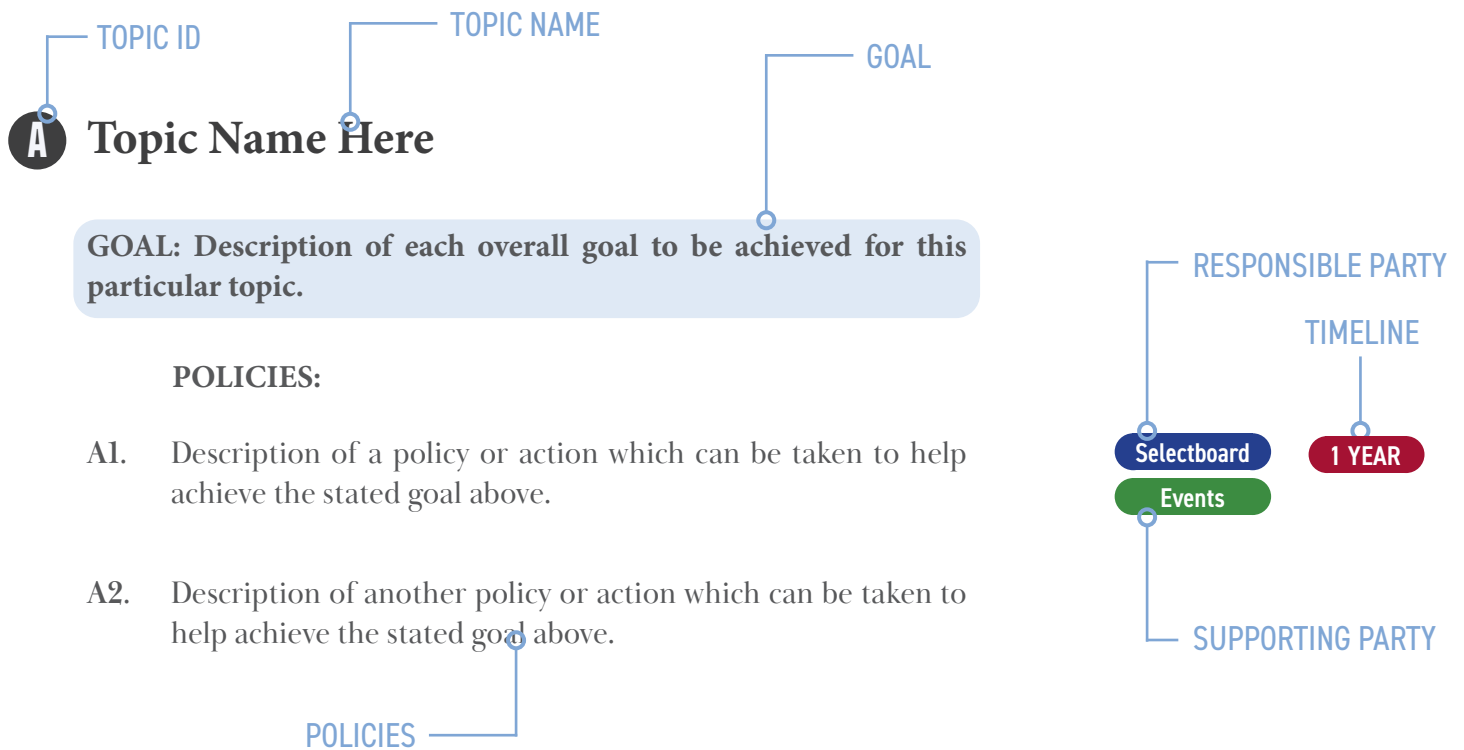 TOPIC ID
TOPIC NAME
GOAL
A Topic Name Here
GOAL: Description of each overall goal to be achieved for this
particular topic.
RESPONSIBLE PARTY
TIMELINE
POLICIES:
A1. Description of a policy or action which can be taken to help
achieve the stated goal above.
Selectboard
1 YEAR
Events
A2. Description of another policy or action which can be taken to
help achieve the stated goal above.
SUPPORTING PARTY
POLICIES